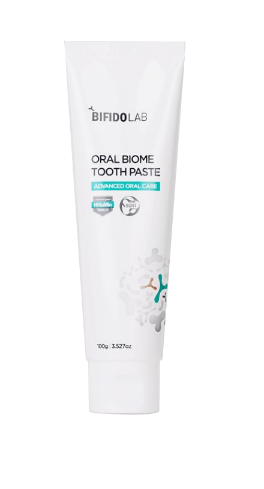 BIFIDOLAB
ORAL BIOME
TOOTH PASTE
ADVANCED ORAL CARE
100g | 3.527oz